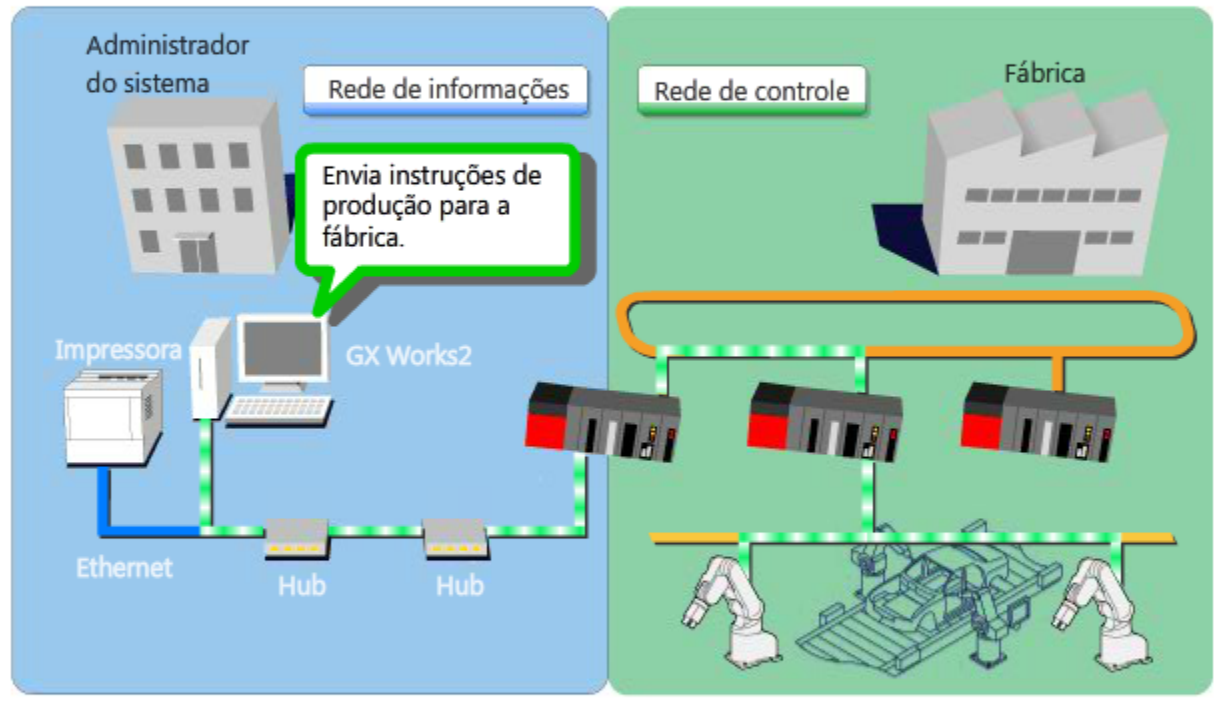 Administrador
do sistema
Rede de informações
Rede de controle
Fábrica
Envia instruções de
produção para a
fábrica.
Impressora
GX Works2
Ethernet
Hub
Hub